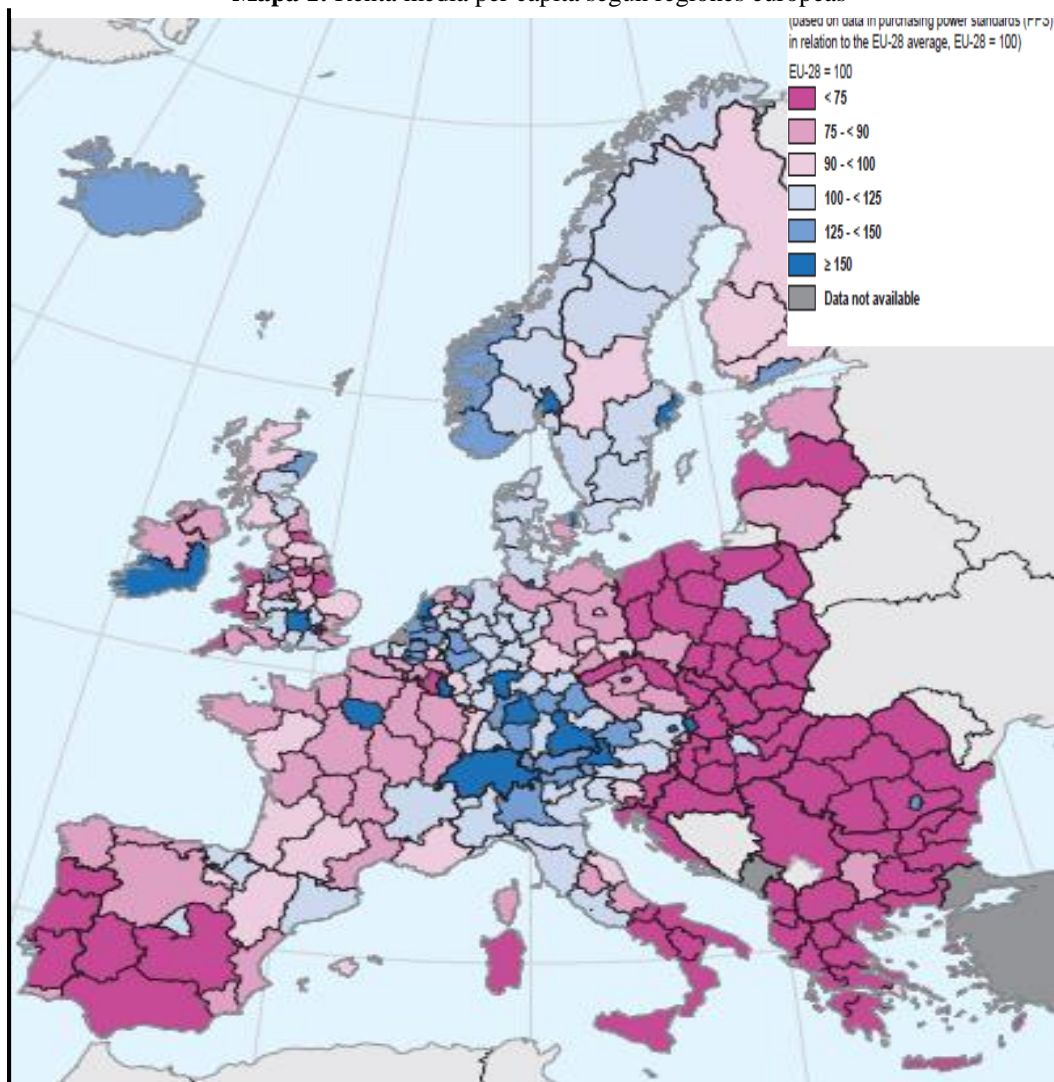 Mapa 1: Renta media per cápita según regiones europeas
(based on data in purchasing power standards (PPS)
in relation to the EU-28 average, EU-28 = 100)
EU-28 = 100
< 75
75 - < 90
90 - < 100
100 - < 125
125 - < 150
≥ 150
Data not available